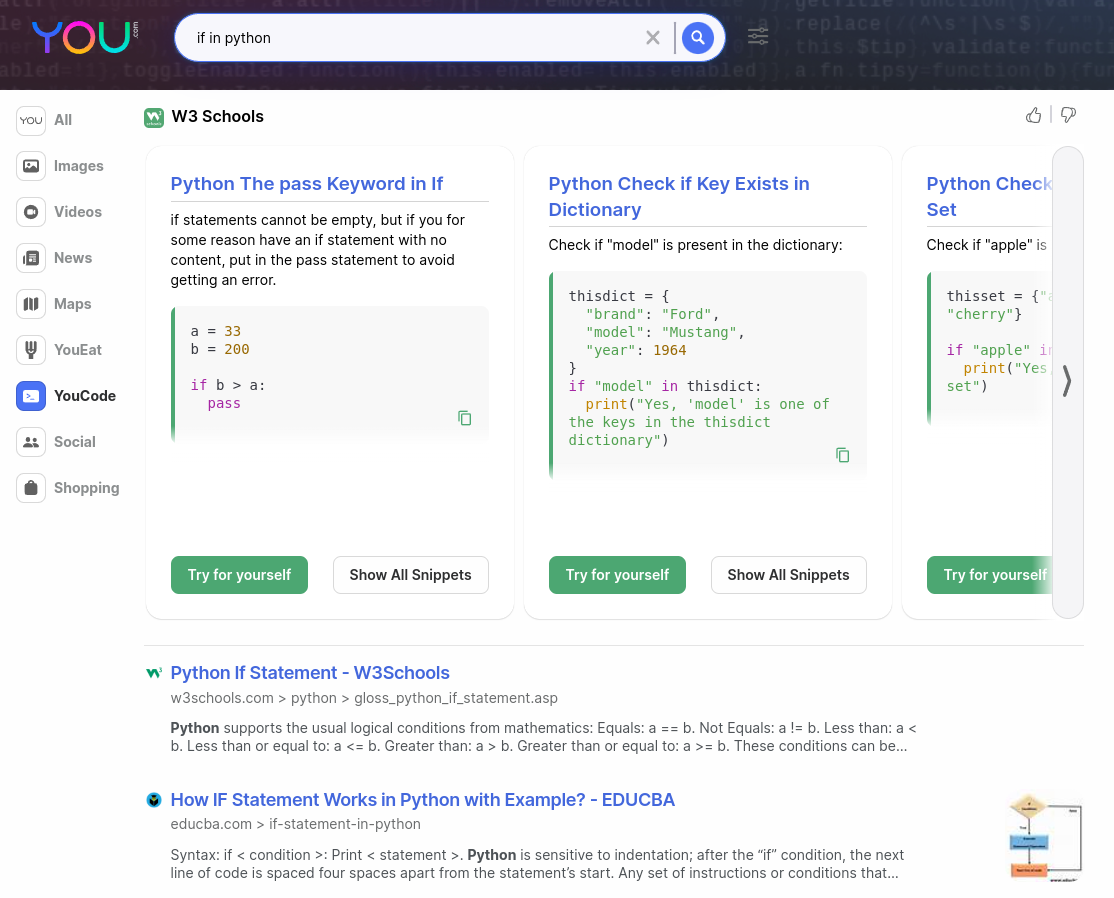 YOU.com
if in python
YOU All
Images
Videos
News
Maps
YouEat
YouCode
Social
Shopping
W3 Schools
Python The pass Keyword in If
if statements cannot be empty, but if you for
some reason have an if statement with no
content, put in the pass statement to avoid
getting an error.
a = 33
b = 200
if b > a:
pass
Try for yourself
Show All Snippets
Python Check if Key Exists in
Dictionary
Check if "model" is present in the dictionary:
thisdict = {
"brand": "Ford",
"model": "Mustang",
"year": 1964
}
if "model" in thisdict:
print("Yes, 'model' is one of
the keys in the thisdict
dictionary")
Try for yourself
Show All Snippets
Python Check
Set
Check if "apple" is
thisset = {"a
"cherry"}
if "apple" in
print("Yes,
set")
Try for yourself
Python If Statement - W3Schools
w3schools.com > python > gloss_python_if_statement.asp
Python supports the usual logical conditions from mathematics: Equals: a == b. Not Equals: a != b. Less than: a <
b. Less than or equal to: a <= b. Greater than: a > b. Greater than or equal to: a >= b. These conditions can be...
How IF Statement Works in Python with Example? - EDUCBA
educba.com > if-statement-in-python
Syntax: if < condition >: Print < statement >. Python is sensitive to indentation; after the “if” condition, the next
line of code is spaced four spaces apart from the statement’s start. Any set of instructions or conditions that...